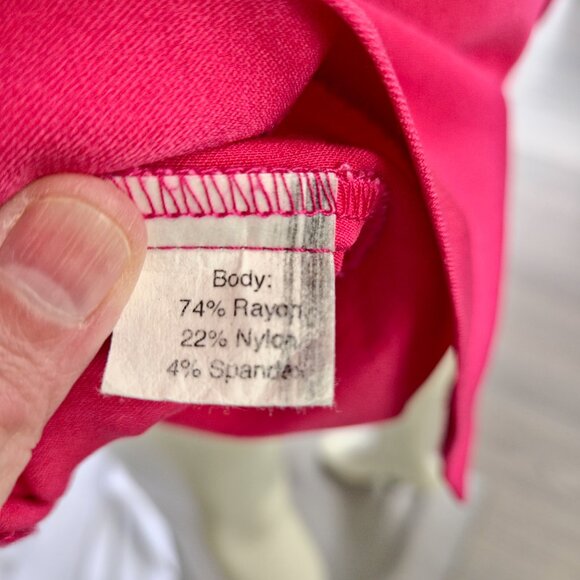 Body:
74% Rayon
22% Nylon
4% Spandex